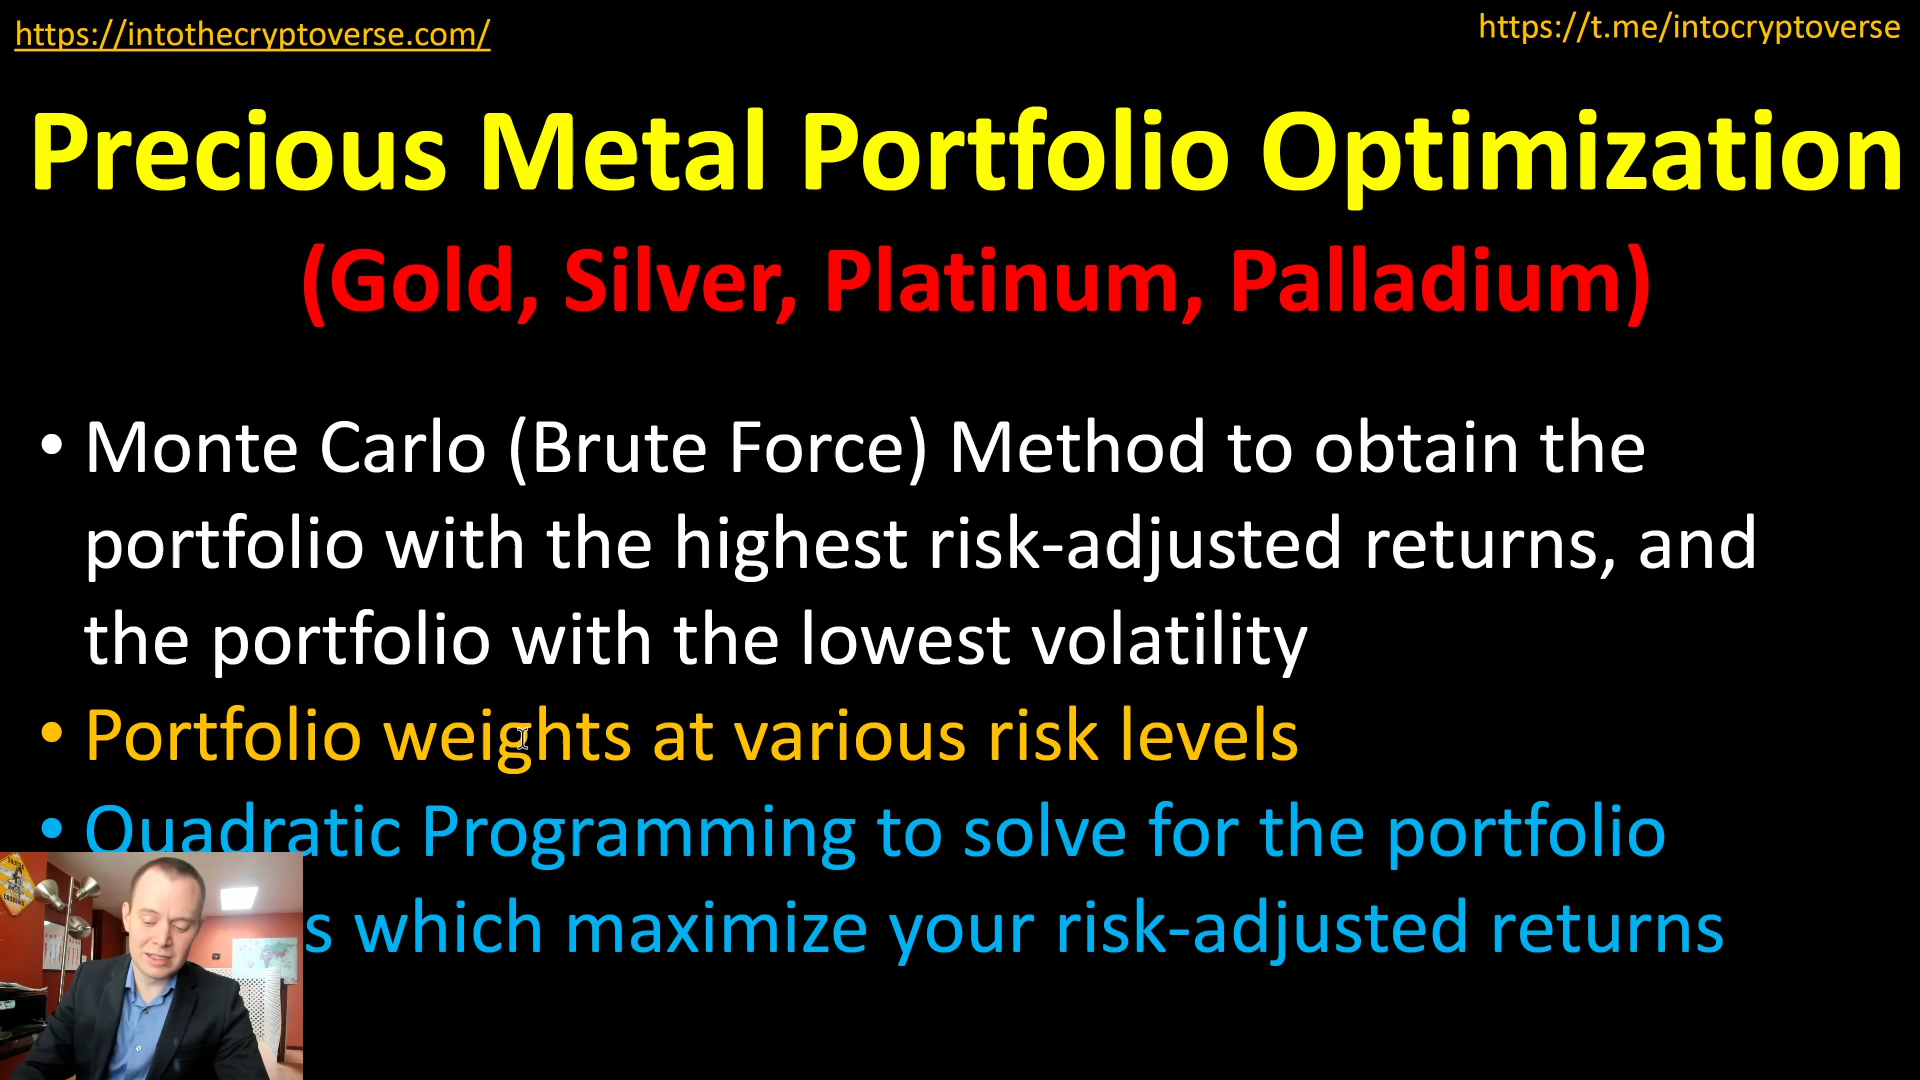 https://intothecryptoverse.com/
https://t.me/intocryptoverse
Precious Metal Portfolio Optimization
(Gold, Silver, Platinum, Palladium)
• Monte Carlo (Brute Force) Method to obtain the
portfolio with the highest risk-adjusted returns, and
the portfolio with the lowest volatility
• Portfolio weights at various risk levels
• Quadratic Programming to solve for the portfolio
s which maximize your risk-adjusted returns